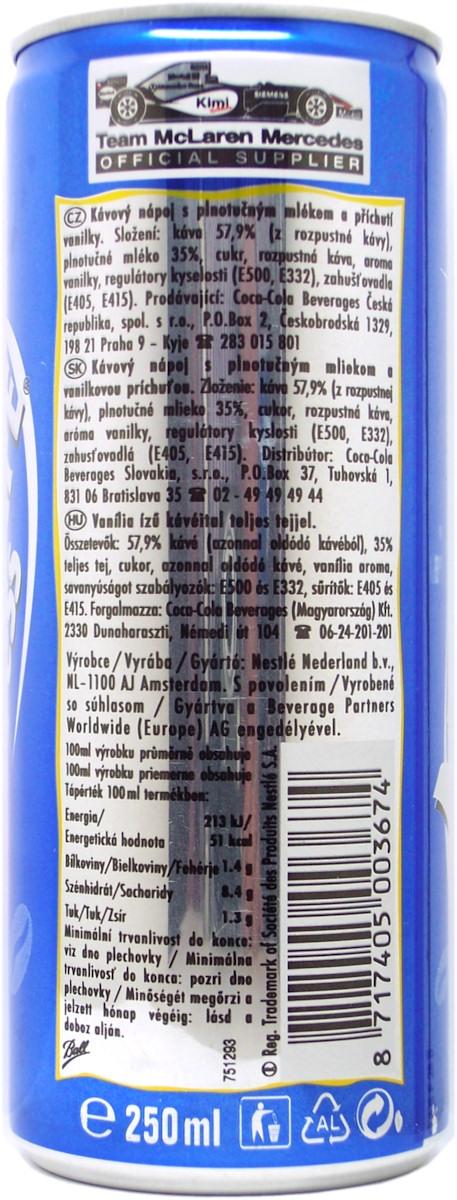 Kimi
SIEMENS
Team McLaren Mercedes
OFFICIAL SUPPLIER
CZ Kávový nápoj s plnotučným mlékem a příchutí
vanilky. Složení: káva 57,9% (z rozpustné kávy),
plnotučné mléko 35%, cukr, rozpustná káva, aroma
vanilky, regulátory kyselosti (E500, E332), zahušťovadla
(E405, E415). Prodávající: Coca-Cola Beverages Česká
republika, spol. s r.o., P.O.Box 2, Českobrodská 1329,
198 21 Praha 9 - Kyje ☎ 283 015 801
SK Kávový nápoj s plnotučným mliekom a
vanilkovou príchuťou. Zloženie: káva 57,9% (z rozpustnej
kávy), plnotučné mlieko 35%, cukor, rozpustná káva,
aróma vanilky, regulátory kyslosti (E500, E332),
zahusťovadlá (E405, E415). Distribútor: Coca-Cola
Beverages Slovakia, s.r.o., P.O.Box 37, Tuhovská 1,
831 06 Bratislava 35 ☎ 02 - 49 49 49 44
HU Vanília ízű kávéital teljes tejjel.
Összetevők: 57,9% kávé (azonnal oldódó kávéból), 35%
teljes tej, cukor, azonnal oldódó kávé, vanília aroma,
savanyúságot szabályozók: E500 és E332, sűrítők: E405 és
E415. Forgalmazza: Coca-Cola Beverages (Magyarország) Kft.
2330 Dunaharaszti, Némedi út 104 ☎ 06-24-201-201
Výrobce/Vyrába/Gyártó: Nestlé Nederland b.v.,
NL-1100 AJ Amsterdam. S povolením/Vyrobené
so súhlasom / Gyártva a Beverage Partners
Worldwide (Europe) AG engedélyével.
100ml výrobku průměrně obsahuje
100ml výrobku priemerne obsahuje
Tápérték 100ml termékben:
Energia/ 213 kJ/
Energetická hodnota 51 kcal
Bílkoviny/Bielkoviny/Fehérje 1.4 g
Szénhidrát/Sacharidy 8.4 g
Tuk/Tuk/Zsír 1.3 g
Minimální trvanlivost do konce:
viz dno plechovky / Minimálna
trvanlivosť do konca: pozri dno
plechovky / Minőségét megőrzi a
jelzett hónap végéig: lásd a
doboz alján.
Ball
751293
Reg. Trademark of Société des Produits Nestlé S.A.
8 717405 003674
e 250 ml
AL